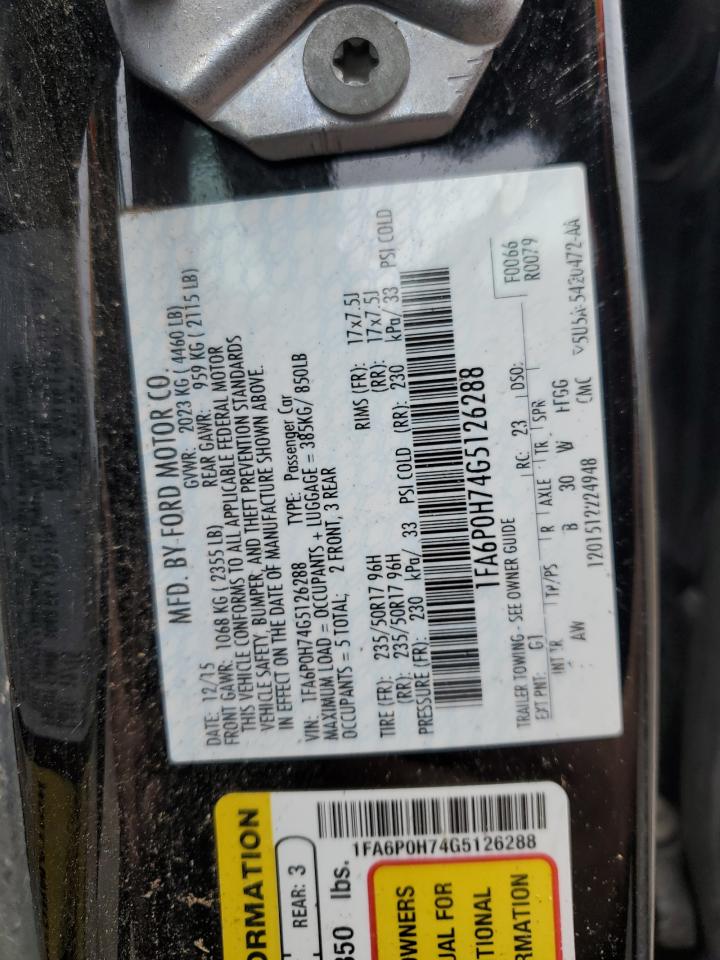 MFD. BY FORD MOTOR CO.
DATE: 12/15 GVWR: 2023 KG ( 4460 LB)
FRONT GAWR: 1068 KG ( 2355 LB) REAR GAWR: 959 KG ( 2115 LB)
THIS VEHICLE CONFORMS TO ALL APPLICABLE FEDERAL MOTOR
VEHICLE SAFETY, BUMPER, AND THEFT PREVENTION STANDARDS
IN EFFECT ON THE DATE OF MANUFACTURE SHOWN ABOVE.
VIN: 1FA6P0H74G5126288 TYPE: Passenger Car
MAXIMUM LOAD = OCCUPANTS + LUGGAGE = 385KG/ 850LB
OCCUPANTS = 5 TOTAL; 2 FRONT, 3 REAR
TIRE (FR): 235/50R17 96H RIMS (FR): 17x7.5J
(RR): 235/50R17 96H (RR): 17x7.5J
PRESSURE (FR): 230 kPa/ 33 PSI COLD (RR): 230 kPa/ 33 PSI COLD
1FA6P0H74G5126288
F0066
R0079
TRAILER TOWING - SEE OWNER GUIDE
EXT PNT: G1 RC: 23 DSO:
INT TR TP/PS R AXLE TR SPR
AW B 30 W HFGG
1201512224948 CMC 5U5A-5420472-AA
ORMATION
REAR: 3
850 lbs.
1FA6P0H74G5126288
OWNERS
UAL FOR
TIONAL
RMATION